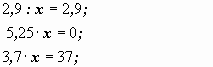 2,9 : x = 2,9;
5,25· x = 0;
3,7· x = 37;